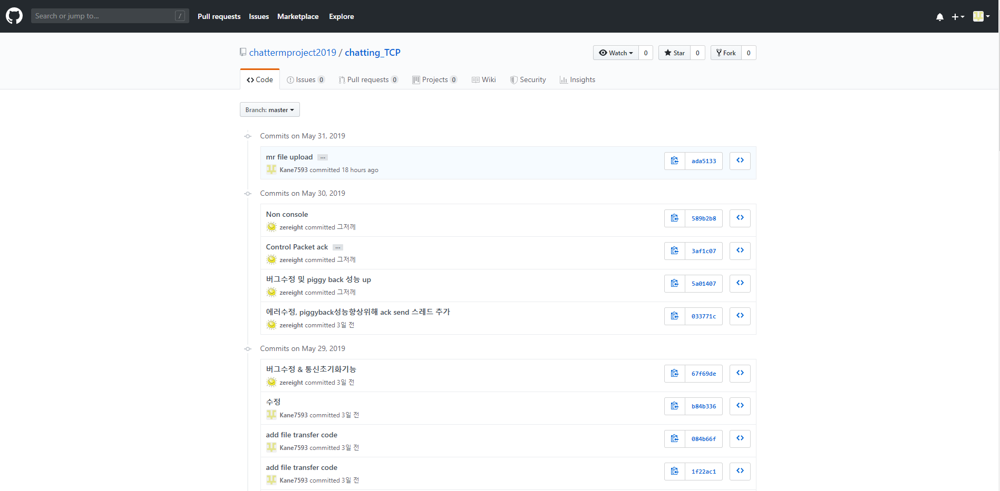 Search or jump to... / Pull requests Issues Marketplace Explore
chattermproject2019 / chatting_TCP Watch 0 Star 0 Fork 0
Code Issues 0 Pull requests 0 Projects 0 Wiki Security Insights
Branch: master
Commits on May 31, 2019
mr file upload ...
Kane7593 committed 18 hours ago
ada5133
Commits on May 30, 2019
Non console
zereight committed 그저께
589b2b8
Control Packet ack ...
zereight committed 그저께
3af1c07
버그수정 및 piggy back 성능 up
zereight committed 그저께
5a01407
에러수정, piggyback성능향상위해 ack send 스레드 추가
zereight committed 3일 전
033771c
Commits on May 29, 2019
버그수정 & 통신초기화기능
zereight committed 3일 전
67f69de
수정
Kane7593 committed 3일 전
b84b336
add file transfer code
Kane7593 committed 3일 전
084b66f
add file transfer code
Kane7593 committed 3일 전
1f22ac1